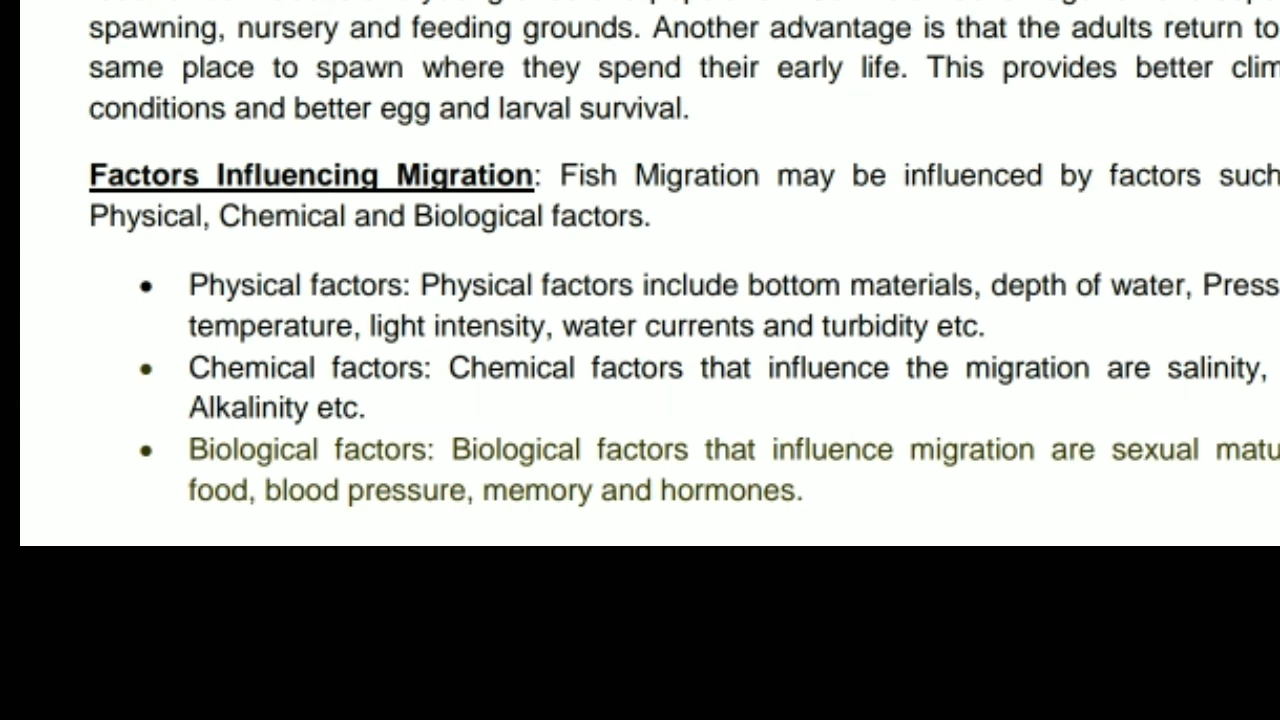 spawning, nursery and feeding grounds. Another advantage is that the adults return to
same place to spawn where they spend their early life. This provides better
conditions and better egg and larval survival.
Factors Influencing Migration: Fish Migration may be influenced by factors such
Physical, Chemical and Biological factors.
• Physical factors: Physical factors include bottom materials, depth of water,
temperature, light intensity, water currents and turbidity etc.
• Chemical factors: Chemical factors that influence the migration are salinity,
Alkalinity etc.
• Biological factors: Biological factors that influence migration are sexual
food, blood pressure, memory and hormones.